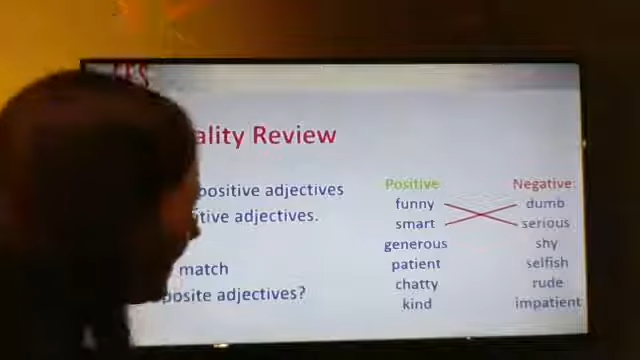 ality Review
positive adjectives
tive adjectives.
match
posite adjectives?
Positive
funny
smart
generous
patient
chatty
kind
Negative:
dumb
serious
shy
selfish
rude
impatient